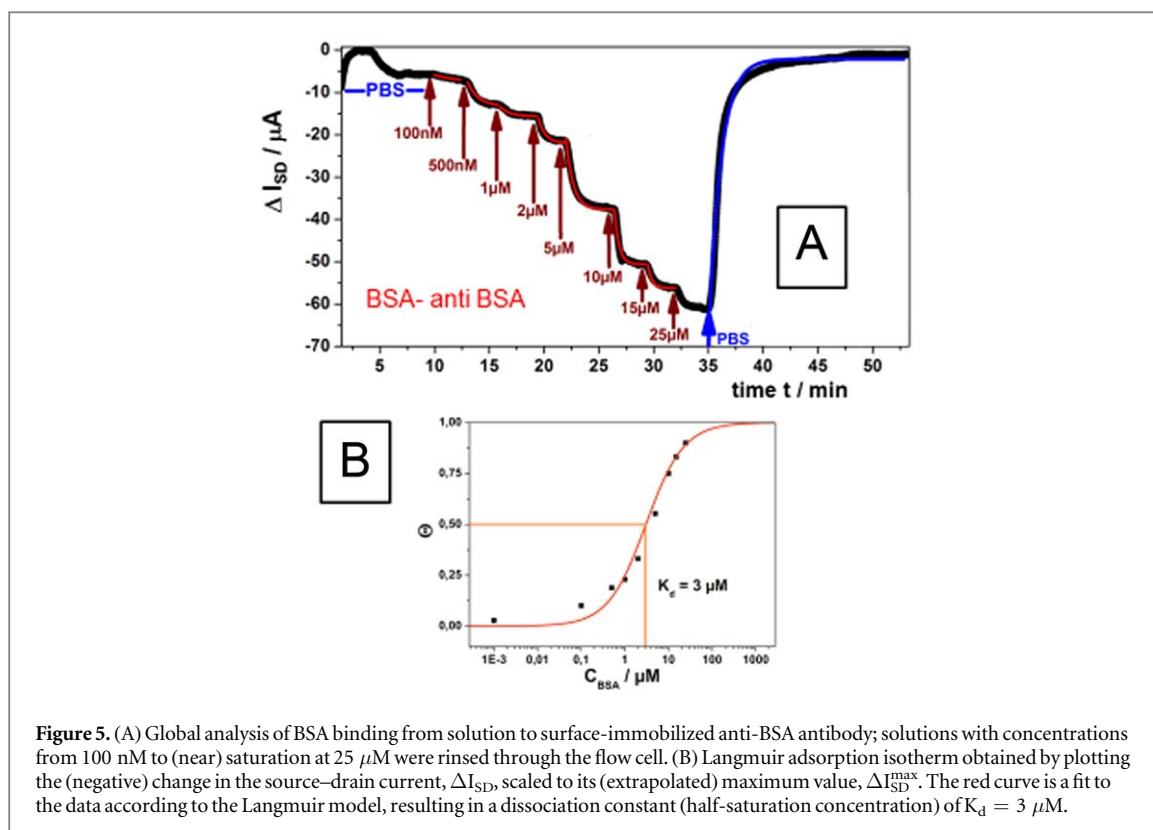 0
-10
-20
-30
-40
-50
-60
-70
Δ I_SD / μA
PBS
100nM
500nM
1μM
2μM
5μM
10μM
15μM
25μM
PBS
A
BSA- anti BSA
5 10 15 20 25 30 35 40 45 50
time t / min
B
1,00
0,75
0,50
0,25
0,00
Θ
K_d = 3 μM
1E-3 0,01 0,1 1 10 100 1000
C_BSA / μM
Figure 5. (A) Global analysis of BSA binding from solution to surface-immobilized anti-BSA antibody; solutions with concentrations
from 100 nM to (near) saturation at 25 μM were rinsed through the flow cell. (B) Langmuir adsorption isotherm obtained by plotting
the (negative) change in the source–drain current, ΔI_SD, scaled to its (extrapolated) maximum value, ΔI_SD^max. The red curve is a fit to
the data according to the Langmuir model, resulting in a dissociation constant (half-saturation concentration) of K_d = 3 μM.